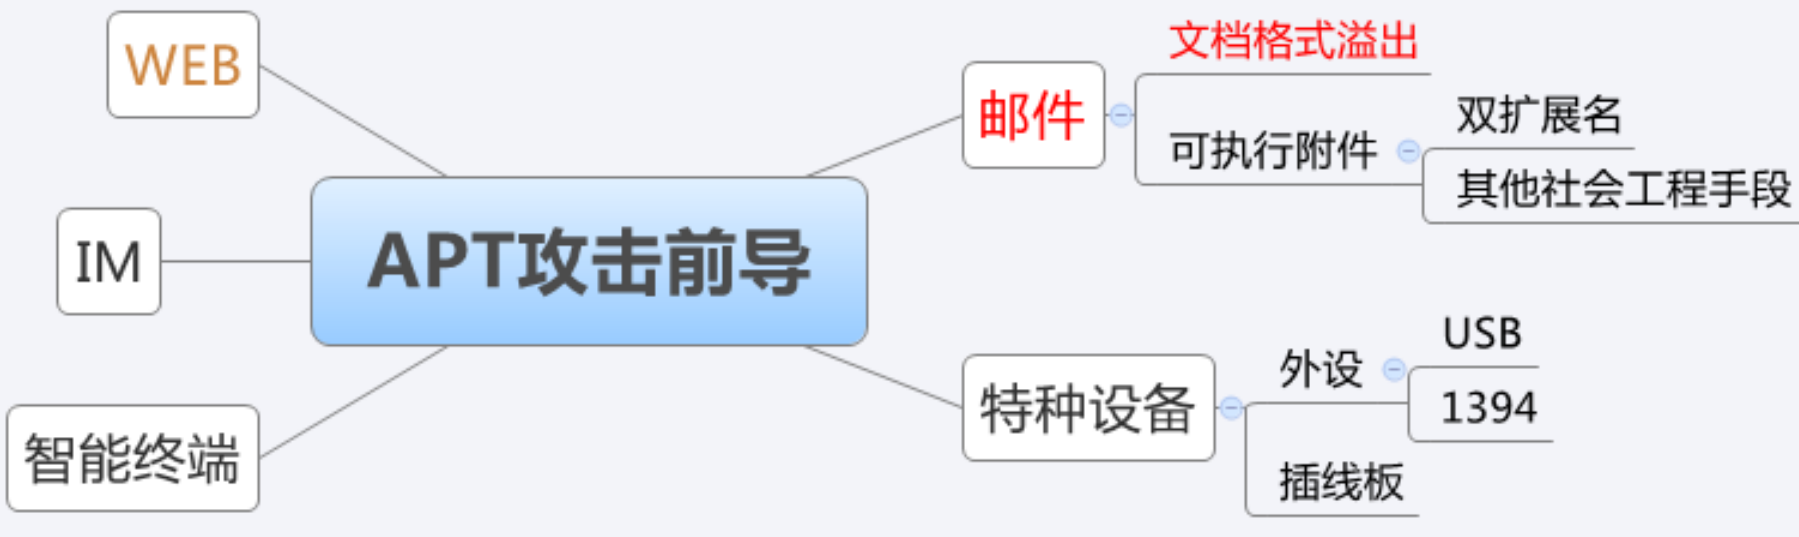 WEB
IM
智能终端
APT攻击前导
邮件
文档格式溢出
可执行附件
双扩展名
其他社会工程手段
特种设备
外设
USB
1394
插线板